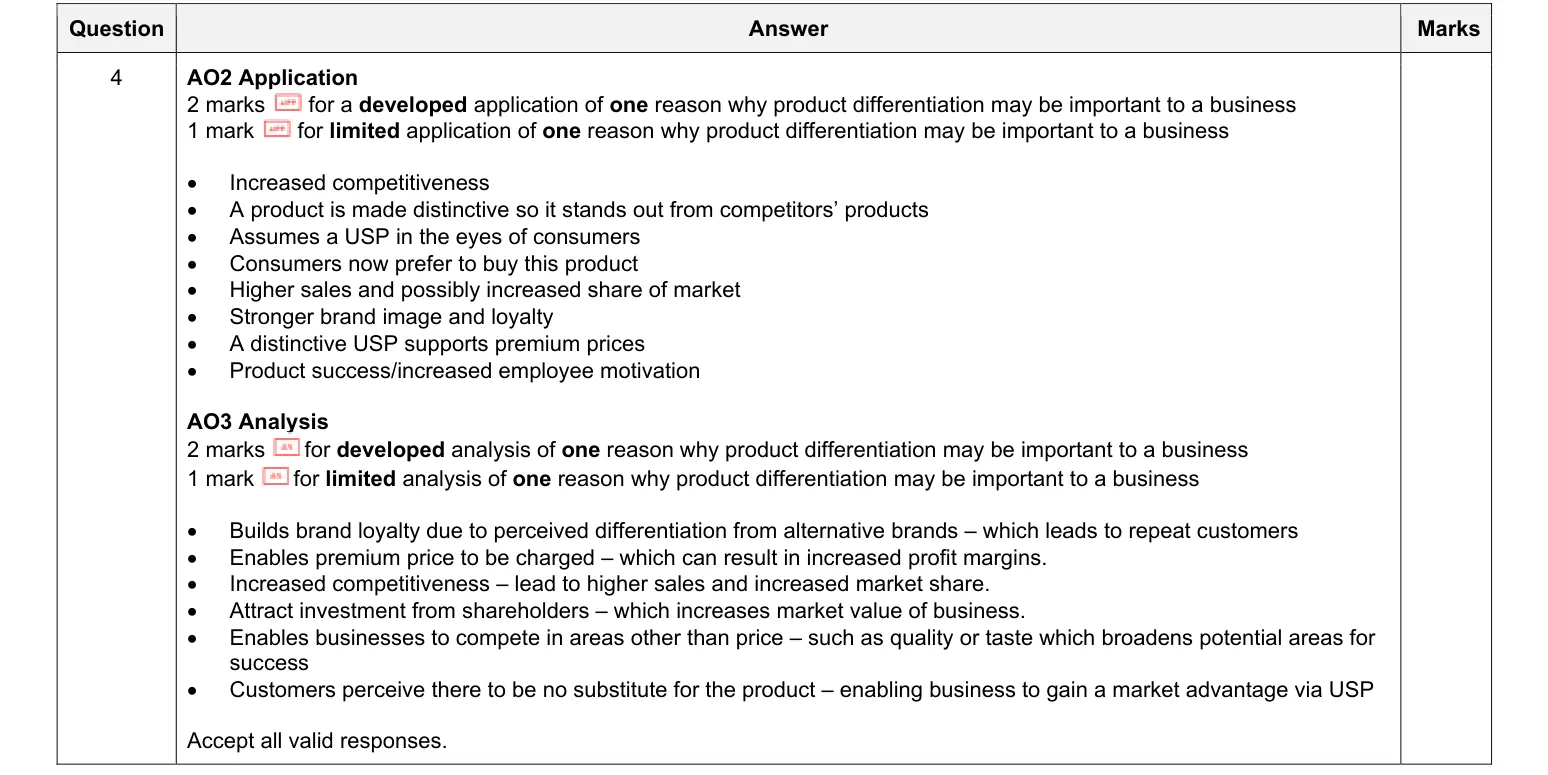 Question Answer Marks
4 AO2 Application
2 marks APP for a developed application of one reason why product differentiation may be important to a business
1 mark APP for limited application of one reason why product differentiation may be important to a business
• Increased competitiveness
• A product is made distinctive so it stands out from competitors’ products
• Assumes a USP in the eyes of consumers
• Consumers now prefer to buy this product
• Higher sales and possibly increased share of market
• Stronger brand image and loyalty
• A distinctive USP supports premium prices
• Product success/increased employee motivation
AO3 Analysis
2 marks AN for developed analysis of one reason why product differentiation may be important to a business
1 mark AN for limited analysis of one reason why product differentiation may be important to a business
• Builds brand loyalty due to perceived differentiation from alternative brands – which leads to repeat customers
• Enables premium price to be charged – which can result in increased profit margins.
• Increased competitiveness – lead to higher sales and increased market share.
• Attract investment from shareholders – which increases market value of business.
• Enables businesses to compete in areas other than price – such as quality or taste which broadens potential areas for
success
• Customers perceive there to be no substitute for the product – enabling business to gain a market advantage via USP
Accept all valid responses.